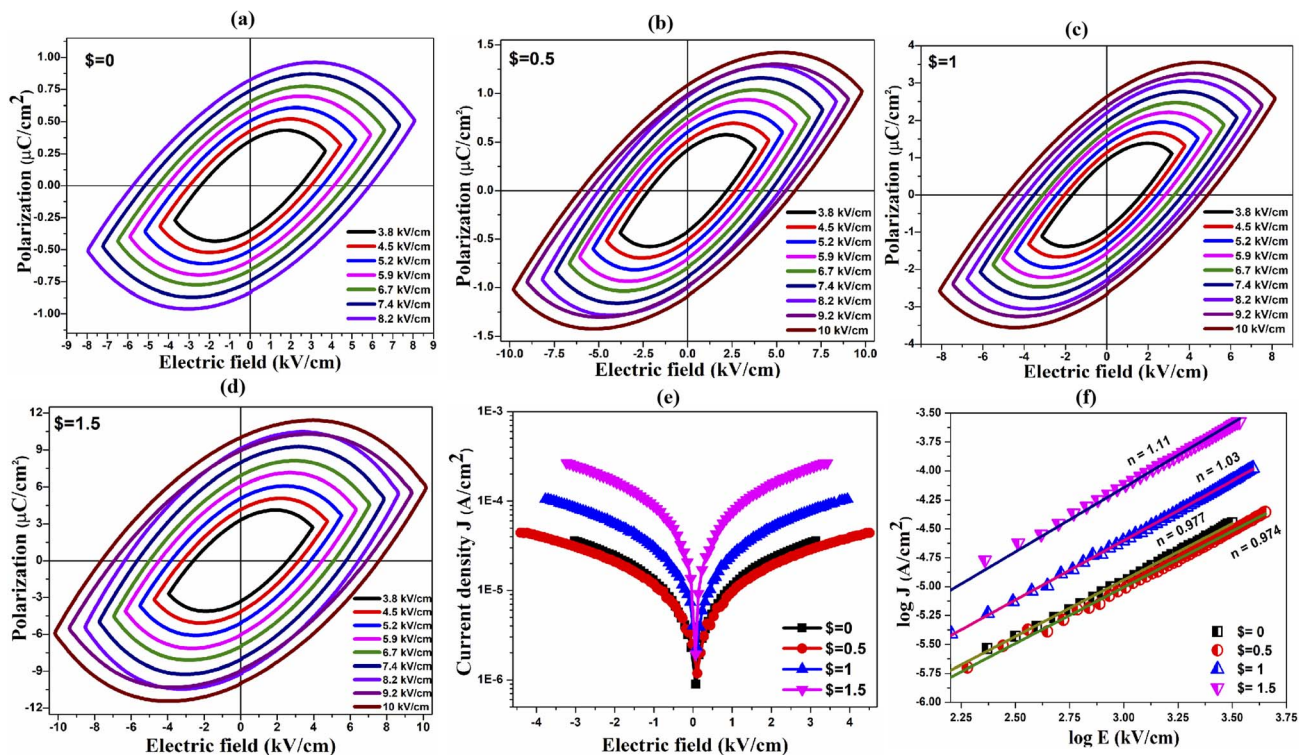 (a)
$=0
Polarization (μC/cm²)
1.00
0.75
0.50
0.25
0.00
-0.25
-0.50
-0.75
-1.00
-9 -8 -7 -6 -5 -4 -3 -2 -1 0 1 2 3 4 5 6 7 8 9
Electric field (kV/cm)
3.8 kV/cm
4.5 kV/cm
5.2 kV/cm
5.9 kV/cm
6.7 kV/cm
7.4 kV/cm
8.2 kV/cm
(b)
$=0.5
Polarization (μC/cm²)
1.5
1.0
0.5
0.0
-0.5
-1.0
-1.5
-10.0 -7.5 -5.0 -2.5 0.0 2.5 5.0 7.5 10.0
Electric field (kV/cm)
3.8 kV/cm
4.5 kV/cm
5.2 kV/cm
5.9 kV/cm
6.7 kV/cm
7.4 kV/cm
8.2 kV/cm
9.2 kV/cm
10 kV/cm
(c)
$=1
Polarization (μC/cm²)
4
3
2
1
0
-1
-2
-3
-4
-8 -6 -4 -2 0 2 4 6 8
Electric field (kV/cm)
3.8 kV/cm
4.5 kV/cm
5.2 kV/cm
5.9 kV/cm
6.7 kV/cm
7.4 kV/cm
8.2 kV/cm
9.2 kV/cm
10 kV/cm
(d)
$=1.5
Polarization (μC/cm²)
12
9
6
3
0
-3
-6
-9
-12
-10 -8 -6 -4 -2 0 2 4 6 8 10
Electric field (kV/cm)
3.8 kV/cm
4.5 kV/cm
5.2 kV/cm
5.9 kV/cm
6.7 kV/cm
7.4 kV/cm
8.2 kV/cm
9.2 kV/cm
10 kV/cm
(e)
Current density J (A/cm²)
1E-3
1E-4
1E-5
1E-6
-4 -3 -2 -1 0 1 2 3 4
Electric field (kV/cm)
$=0
$=0.5
$=1
$=1.5
(f)
log J (A/cm²)
-3.50
-3.75
-4.00
-4.25
-4.50
-4.75
-5.00
-5.25
-5.50
-5.75
-6.00
2.25 2.50 2.75 3.00 3.25 3.50 3.75
log E (kV/cm)
n = 1.11
n = 1.03
n = 0.977
n = 0.974
$= 0
$=0.5
$= 1
$= 1.5